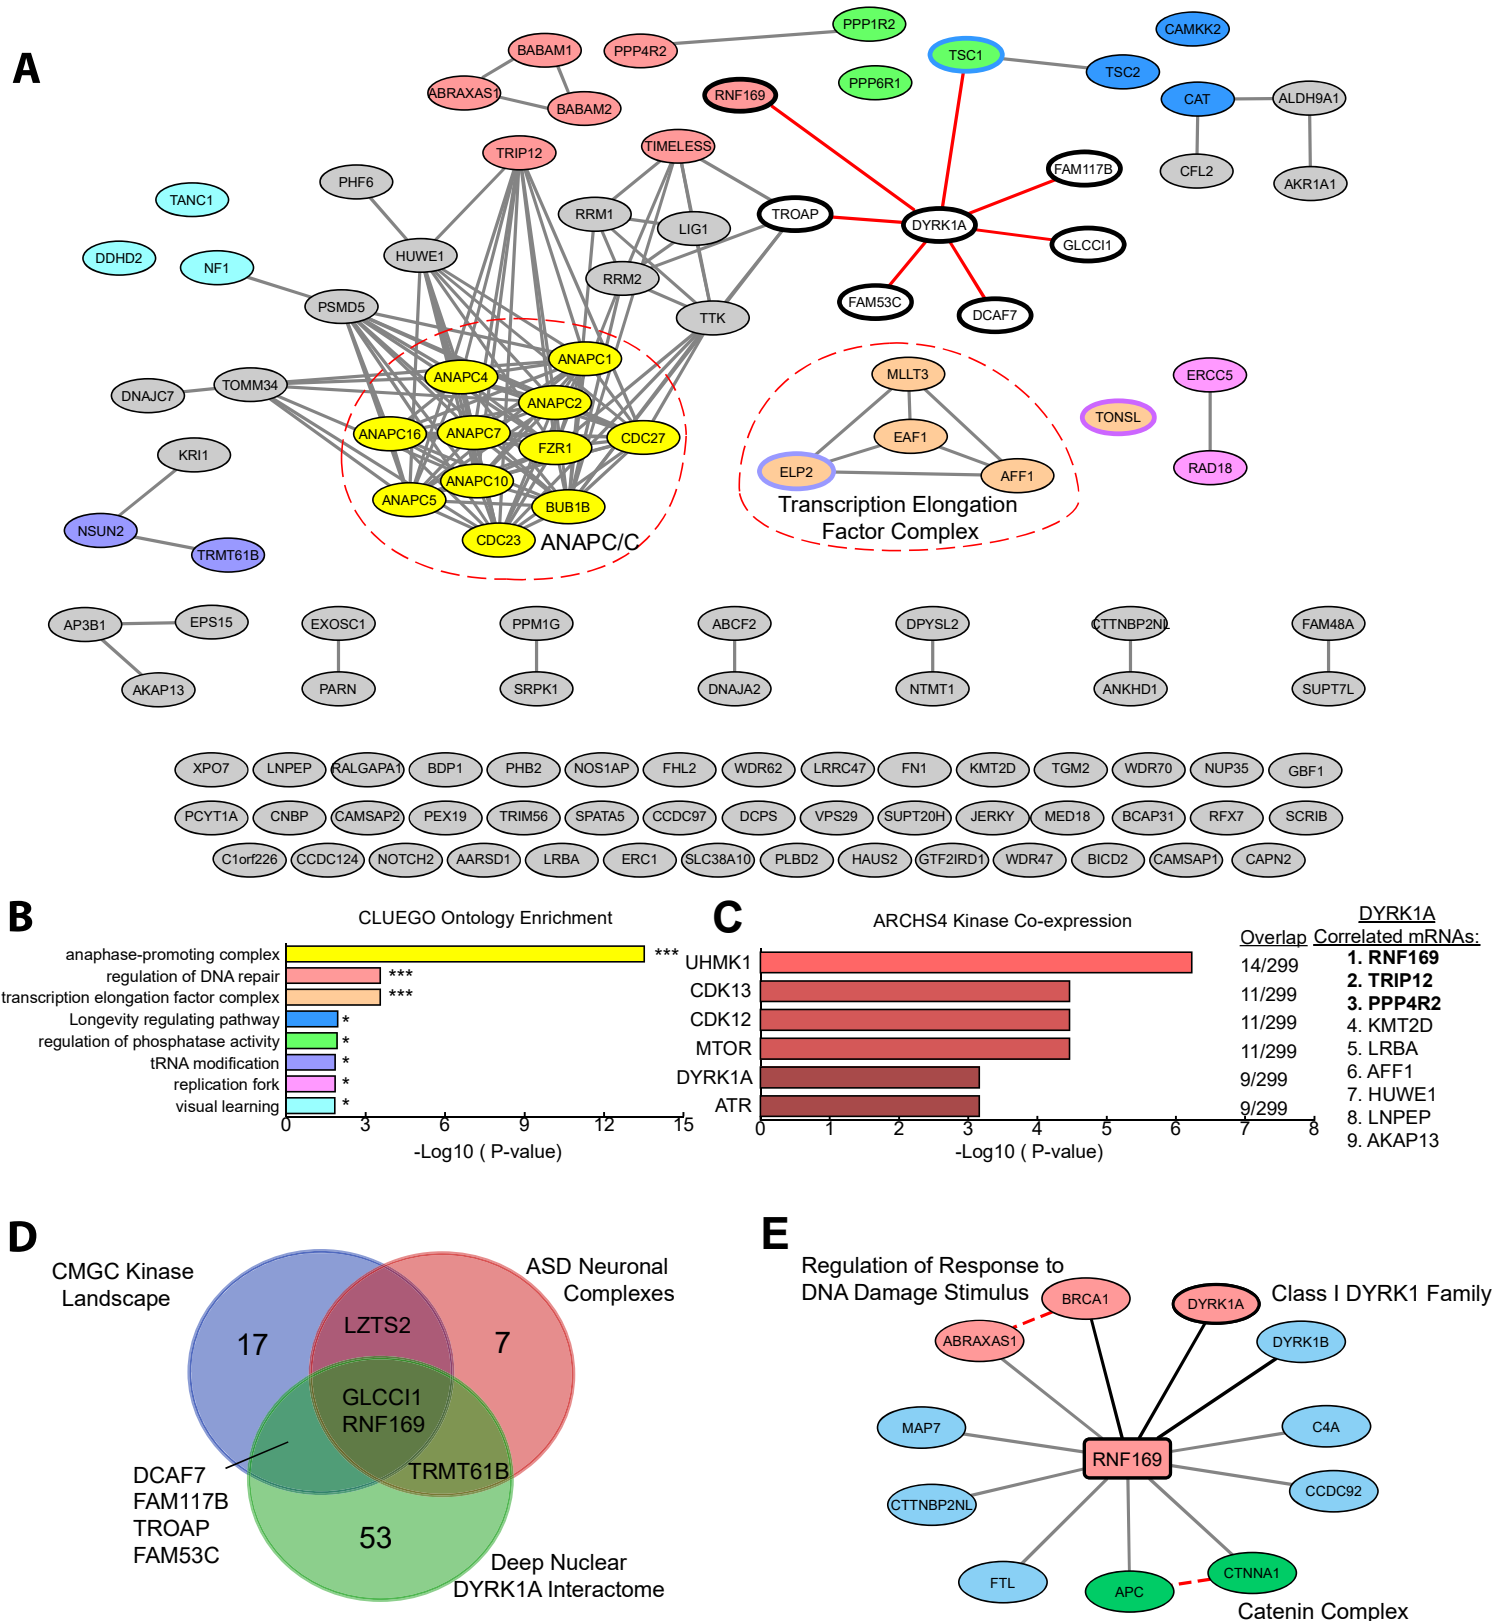 A
PPP1R2
CAMKK2
BABAM1
PPP4R2
TSC1
TSC2
ABRAXAS1
BABAM2
PPP6R1
RNF169
CAT
ALDH9A1
TRIP12
TIMELESS
FAM117B
CFL2
AKR1A1
PHF6
TANC1
RRM1
LIG1
TROAP
DYRK1A
GLCCI1
DDHD2
NF1
HUWE1
RRM2
PSMD5
TTK
FAM53C
DCAF7
ANAPC1
ANAPC4
MLLT3
ERCC5
DNAJC7
TOMM34
ANAPC2
TONSL
ANAPC16
ANAPC7
FZR1
CDC27
EAF1
KRI1
ANAPC10
ELP2
AFF1
RAD18
ANAPC5
BUB1B
Transcription Elongation
Factor Complex
NSUN2
TRMT61B
CDC23
ANAPC/C
AP3B1
EPS15
EXOSC1
PPM1G
ABCF2
DPYSL2
CTTNBP2NL
FAM48A
AKAP13
PARN
SRPK1
DNAJA2
NTMT1
ANKHD1
SUPT7L
XPO7 LNPEP RALGAPA1 BDP1 PHB2 NOS1AP FHL2 WDR62 LRRC47 FN1 KMT2D TGM2 WDR70 NUP35 GBF1
PCYT1A CNBP CAMSAP2 PEX19 TRIM56 SPATA5 CCDC97 DCPS VPS29 SUPT20H JERKY MED18 BCAP31 RFX7 SCRIB
C1orf226 CCDC124 NOTCH2 AARSD1 LRBA ERC1 SLC38A10 PLBD2 HAUS2 GTF2IRD1 WDR47 BICD2 CAMSAP1 CAPN2
B
CLUEGO Ontology Enrichment
anaphase-promoting complex ***
regulation of DNA repair ***
transcription elongation factor complex ***
Longevity regulating pathway *
regulation of phosphatase activity *
tRNA modification *
replication fork *
visual learning *
0 3 6 9 12 15
-Log10 ( P-value)
C
ARCHS4 Kinase Co-expression
Overlap
UHMK1 14/299
CDK13 11/299
CDK12 11/299
MTOR 11/299
DYRK1A 9/299
ATR 9/299
0 1 2 3 4 5 6 7 8
-Log10 ( P-value)
DYRK1A
Correlated mRNAs:
1. RNF169
2. TRIP12
3. PPP4R2
4. KMT2D
5. LRBA
6. AFF1
7. HUWE1
8. LNPEP
9. AKAP13
D
CMGC Kinase
Landscape
ASD Neuronal
Complexes
17
LZTS2
7
GLCCI1
RNF169
TRMT61B
DCAF7
FAM117B
TROAP
FAM53C
53
Deep Nuclear
DYRK1A Interactome
E
Regulation of Response to
DNA Damage Stimulus
BRCA1
DYRK1A
Class I DYRK1 Family
ABRAXAS1
DYRK1B
MAP7
C4A
RNF169
CTTNBP2NL
CCDC92
FTL
APC
CTNNA1
Catenin Complex